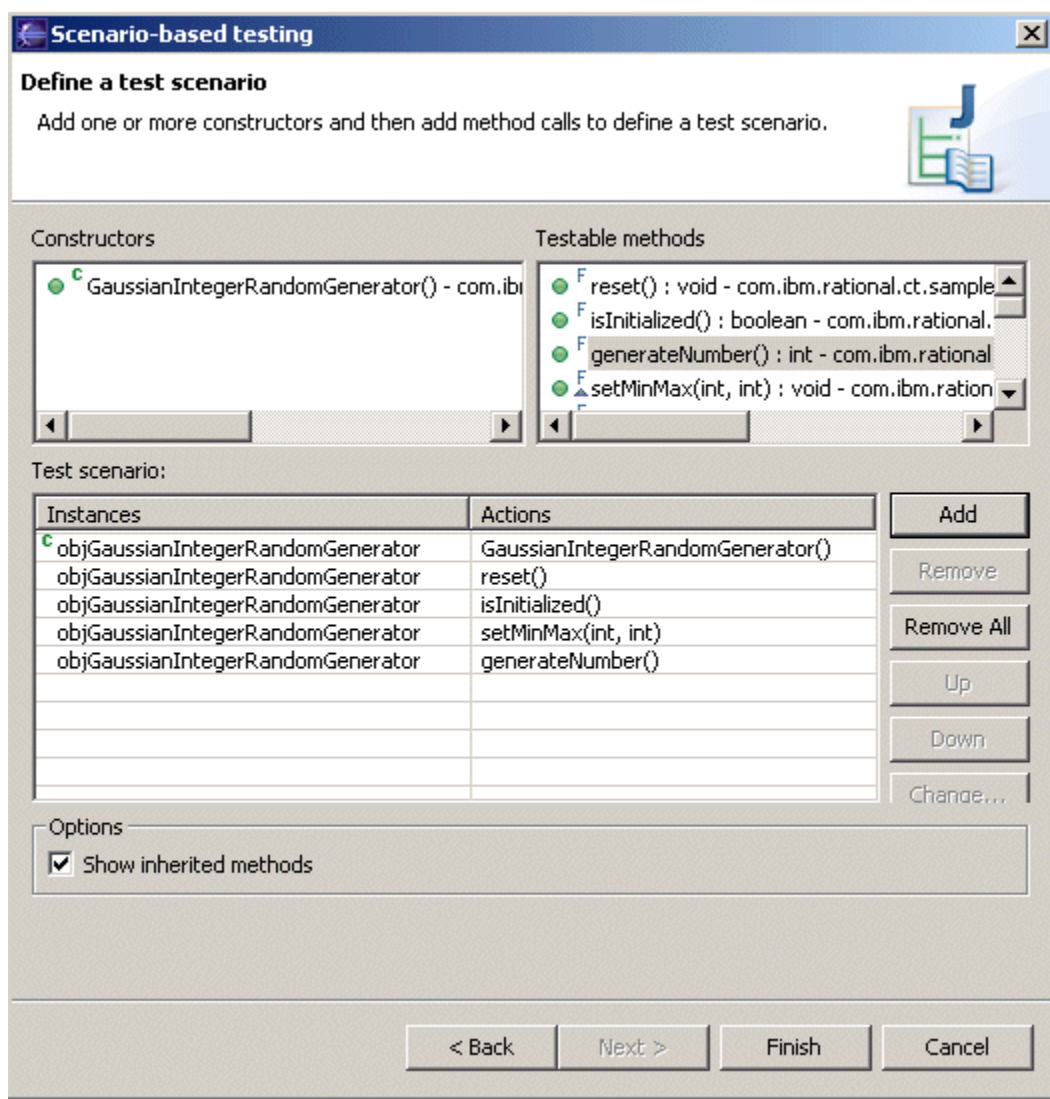 Scenario-based testing
Define a test scenario
Add one or more constructors and then add method calls to define a test scenario.
Constructors
Testable methods
C GaussianIntegerRandomGenerator() - com.ib
F reset() : void - com.ibm.rational.ct.sample
F isInitialized() : boolean - com.ibm.rational.
F generateNumber() : int - com.ibm.rational
F setMinMax(int, int) : void - com.ibm.ration
Test scenario:
Instances Actions
C objGaussianIntegerRandomGenerator GaussianIntegerRandomGenerator()
objGaussianIntegerRandomGenerator reset()
objGaussianIntegerRandomGenerator isInitialized()
objGaussianIntegerRandomGenerator setMinMax(int, int)
objGaussianIntegerRandomGenerator generateNumber()
Add
Remove
Remove All
Up
Down
Change...
Options
Show inherited methods
< Back
Next >
Finish
Cancel